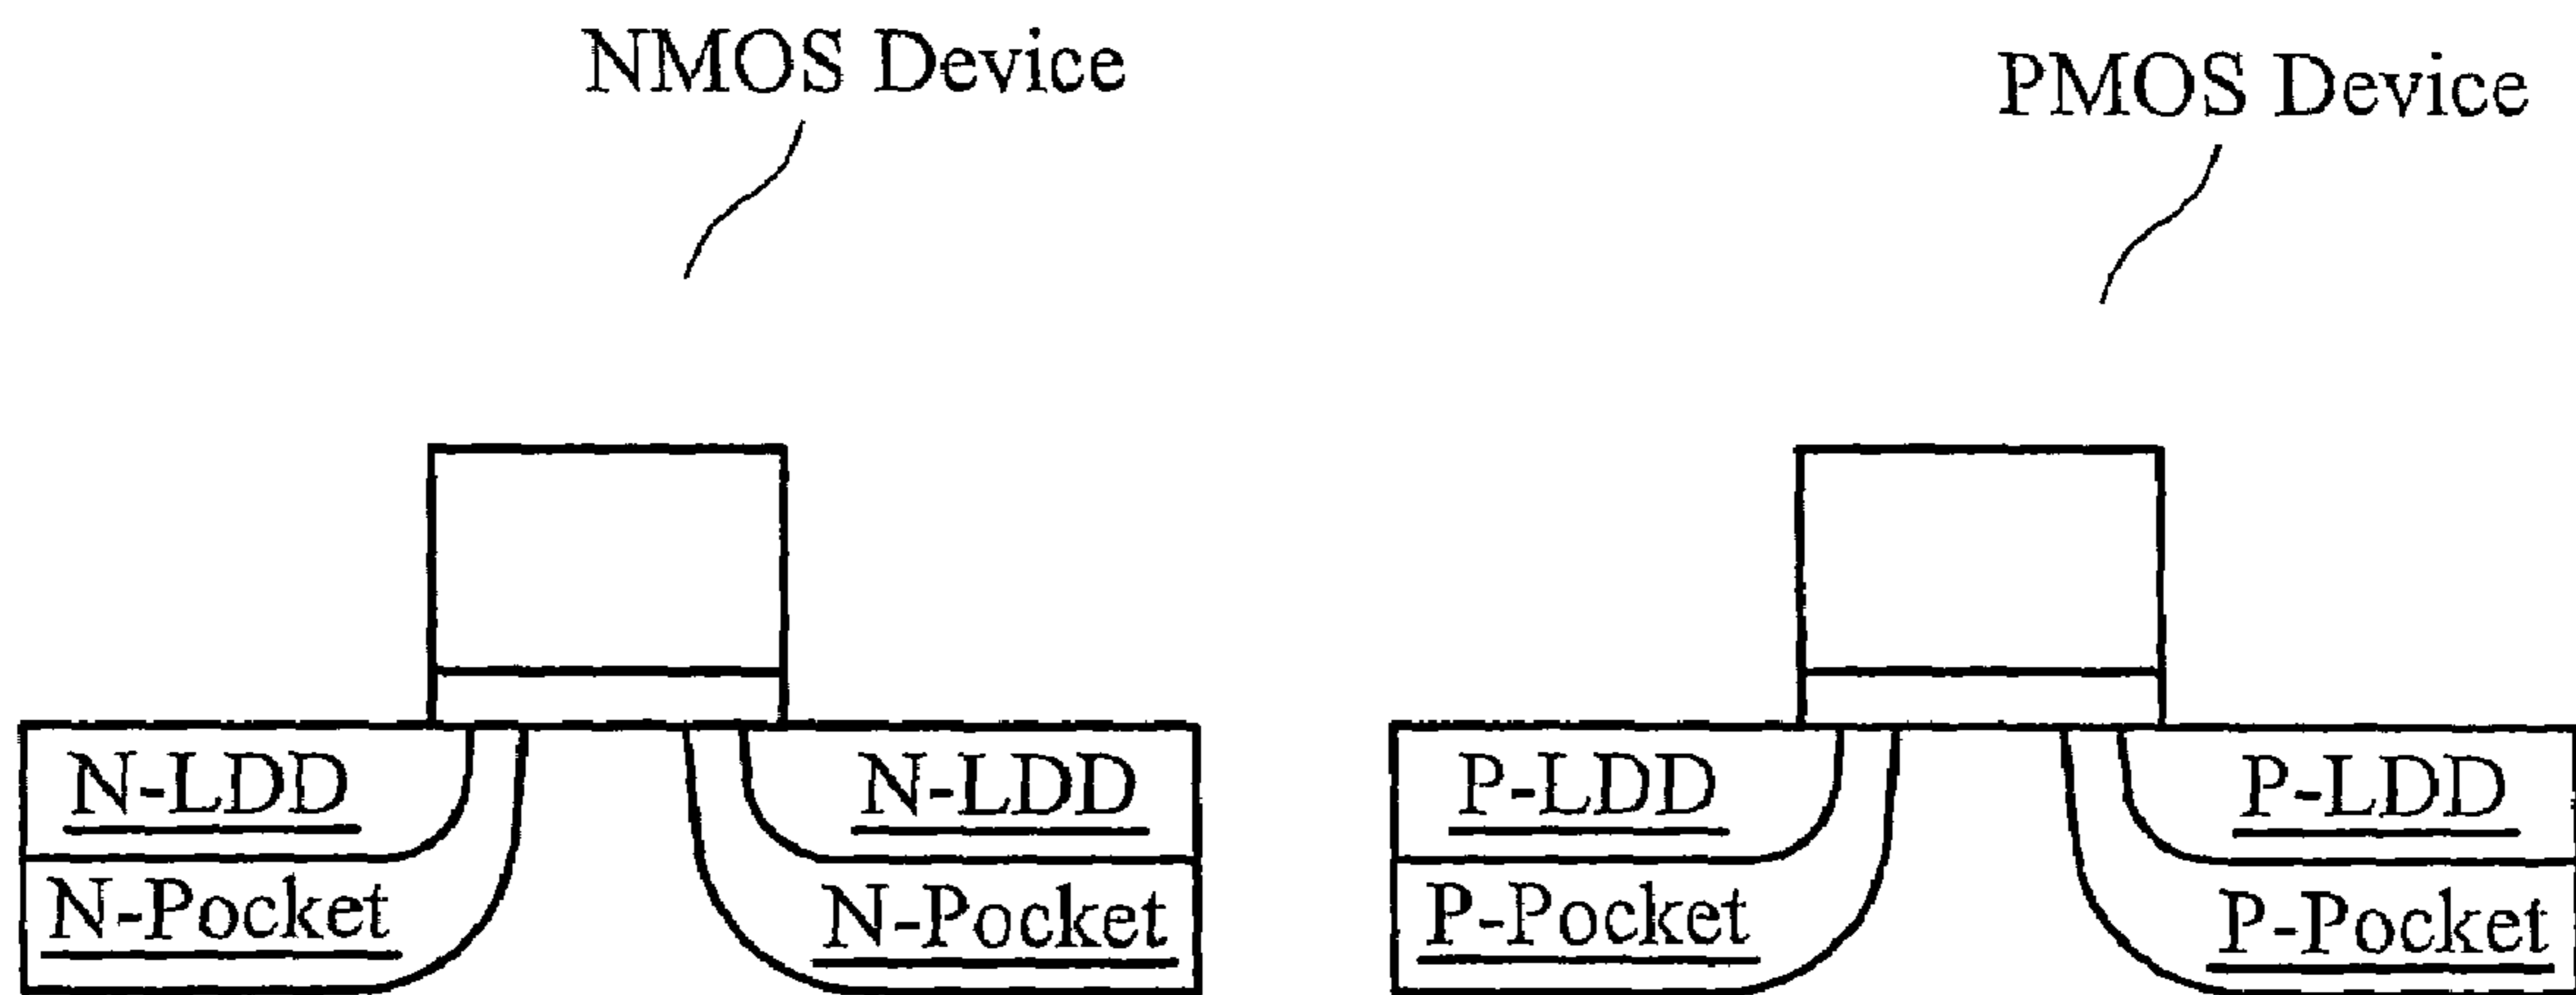 NMOS Device
PMOS Device
N-LDD
N-LDD
P-LDD
P-LDD
N-Pocket
N-Pocket
P-Pocket
P-Pocket